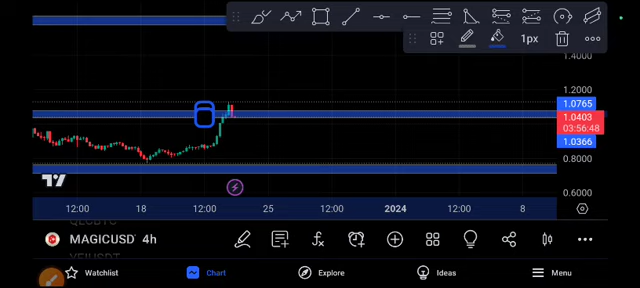 1px
1.4000
1.2000
1.0765
1.0403
03:56:48
1.0366
0.8000
0.6000
12:00 18 12:00 25 12:00 2024 12:00 8
MAGICUSDT 4h
Watchlist Chart Explore Ideas Menu